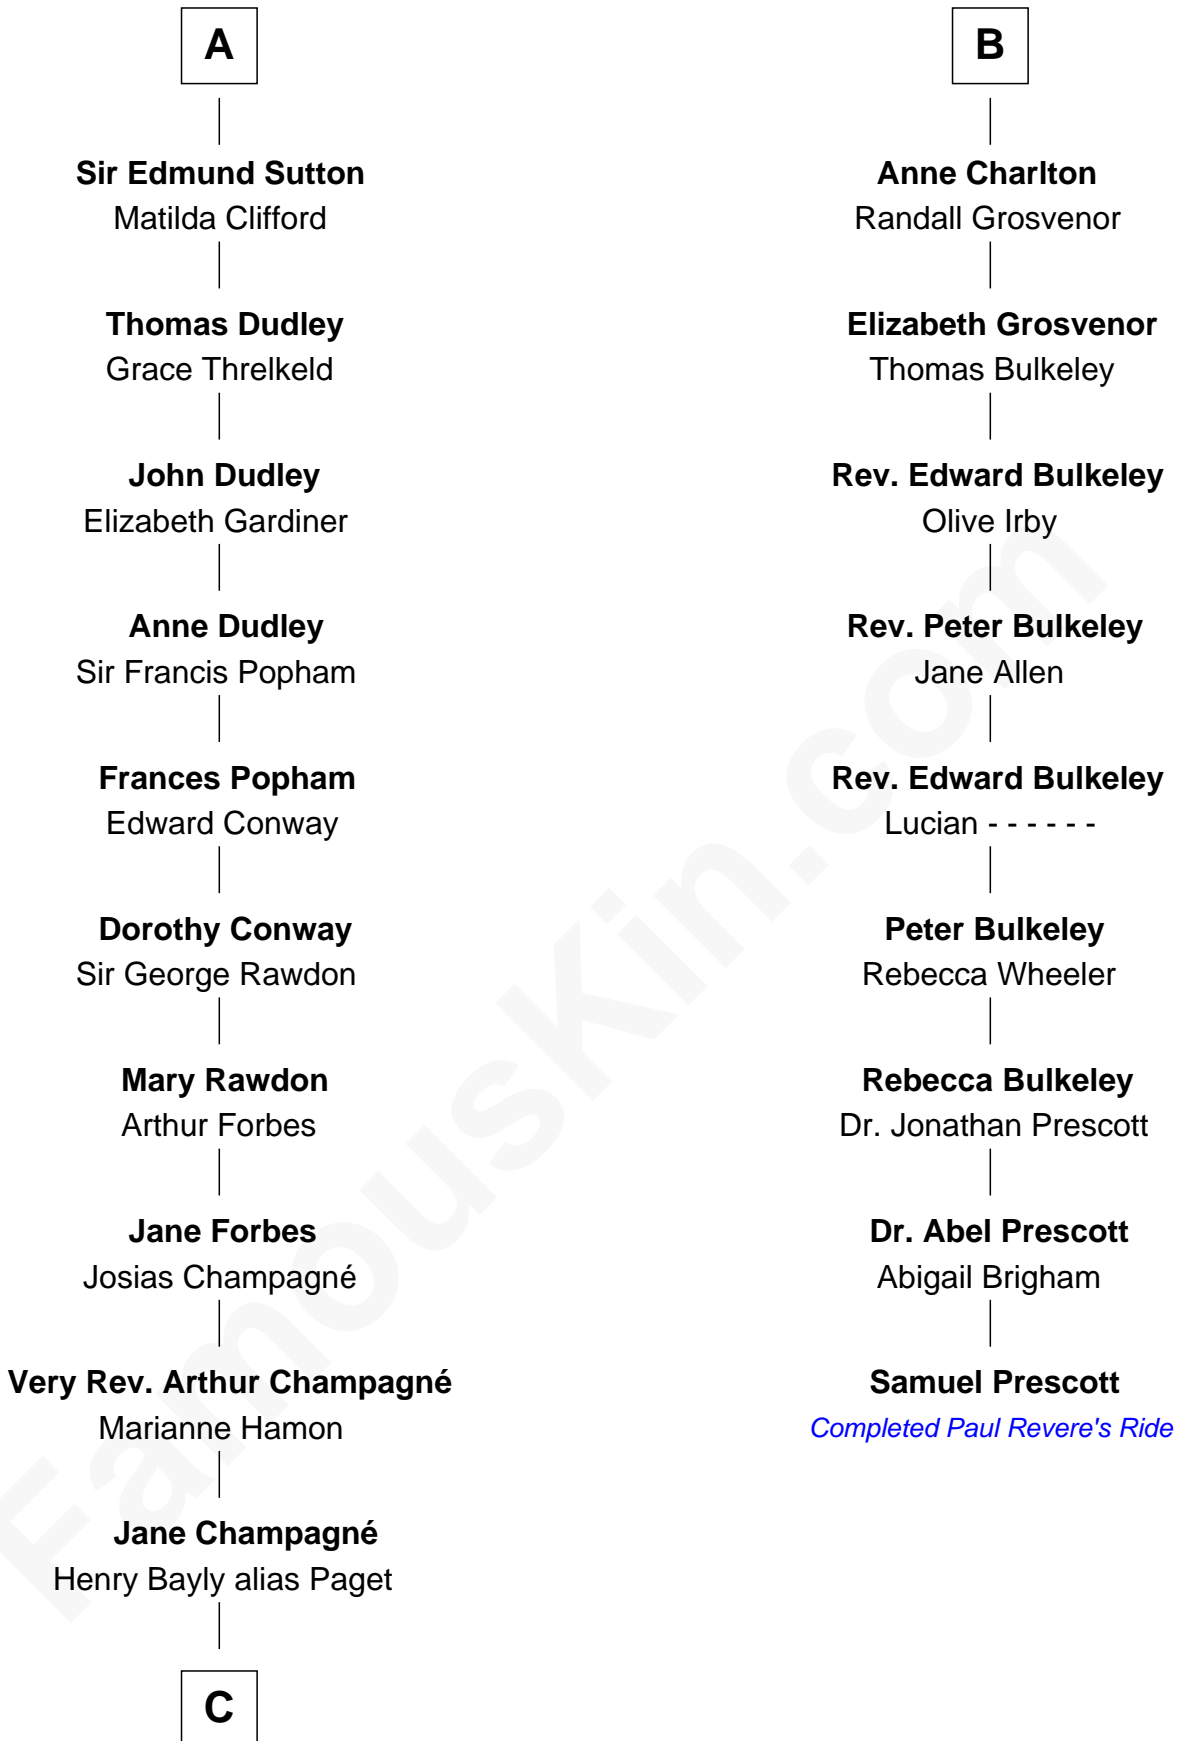 A
Sir Edmund Sutton
Matilda Clifford
Thomas Dudley
Grace Threlkeld
John Dudley
Elizabeth Gardiner
Anne Dudley
Sir Francis Popham
Frances Popham
Edward Conway
Dorothy Conway
Sir George Rawdon
Mary Rawdon
Arthur Forbes
Jane Forbes
Josias Champagné
Very Rev. Arthur Champagné
Marianne Hamon
Jane Champagné
Henry Bayly alias Paget
C
B
Anne Charlton
Randall Grosvenor
Elizabeth Grosvenor
Thomas Bulkeley
Rev. Edward Bulkeley
Olive Irby
Rev. Peter Bulkeley
Jane Allen
Rev. Edward Bulkeley
Lucian - - - - - -
Peter Bulkeley
Rebecca Wheeler
Rebecca Bulkeley
Dr. Jonathan Prescott
Dr. Abel Prescott
Abigail Brigham
Samuel Prescott
Completed Paul Revere's Ride
FamousKin.com